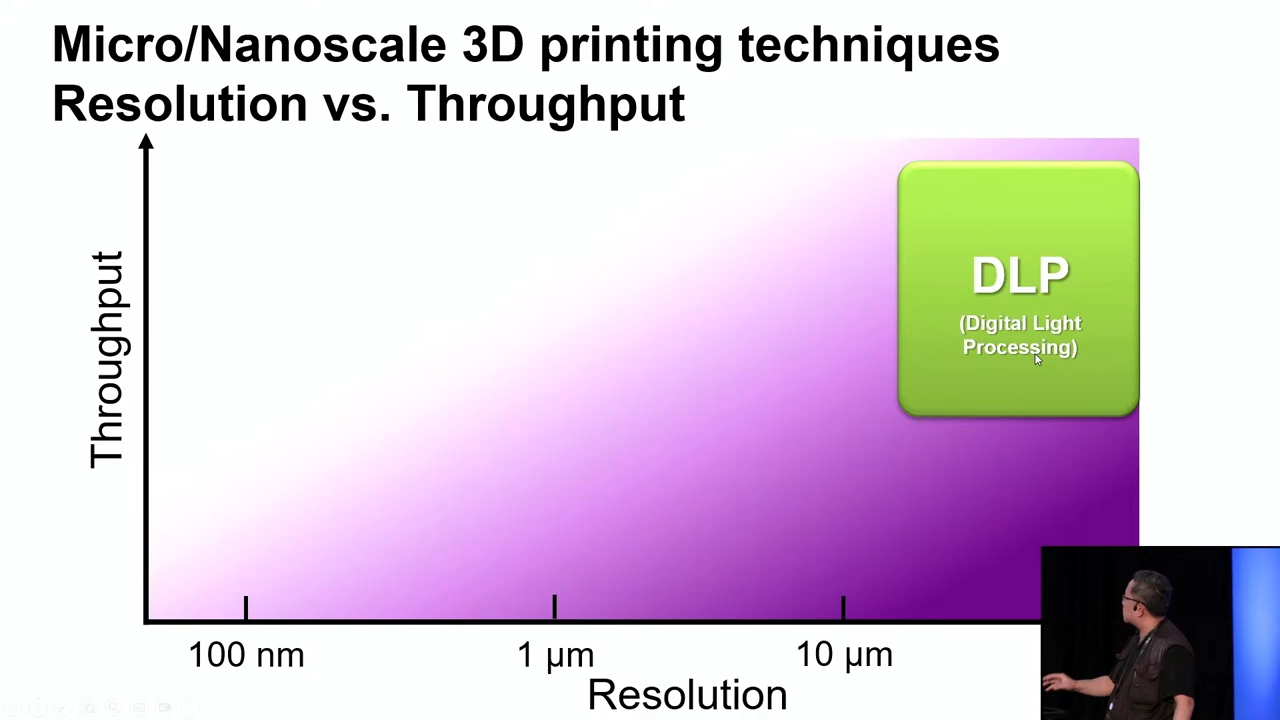 Micro/Nanoscale 3D printing techniques
Resolution vs. Throughput
Throughput
DLP
(Digital Light
Processing)
100 nm
1 µm
10 µm
Resolution